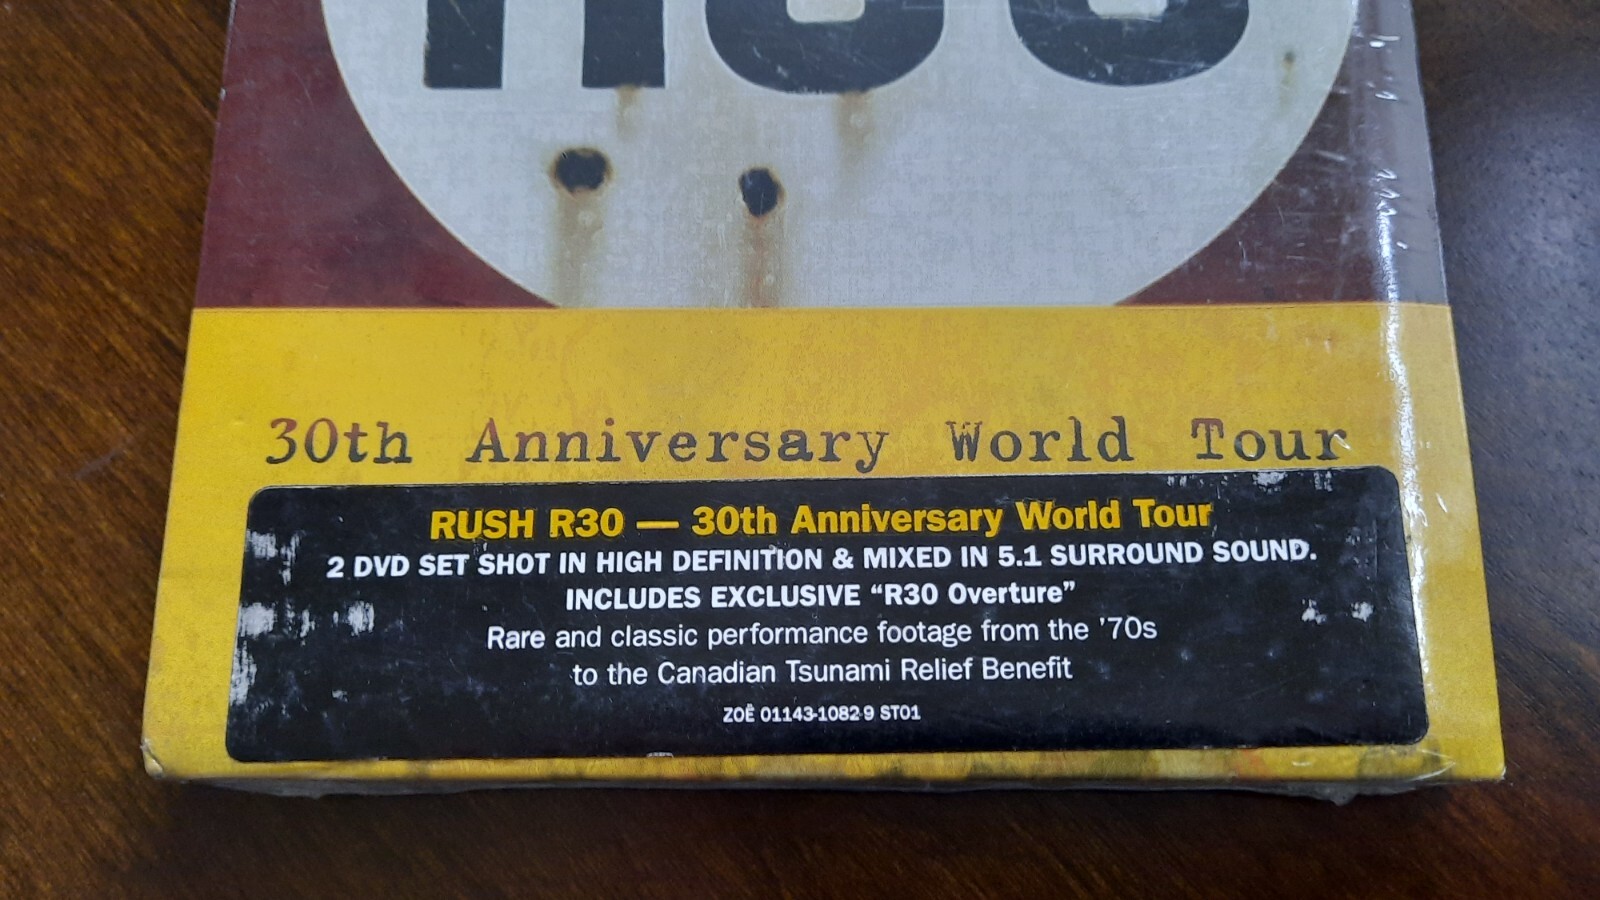 30th Anniversary World Tour
RUSH R30 — 30th Anniversary World Tour
2 DVD SET SHOT IN HIGH DEFINITION & MIXED IN 5.1 SURROUND SOUND.
INCLUDES EXCLUSIVE “R30 Overture”
Rare and classic performance footage from the ’70s
to the Canadian Tsunami Relief Benefit
ZOË 01143-1082-9 ST01